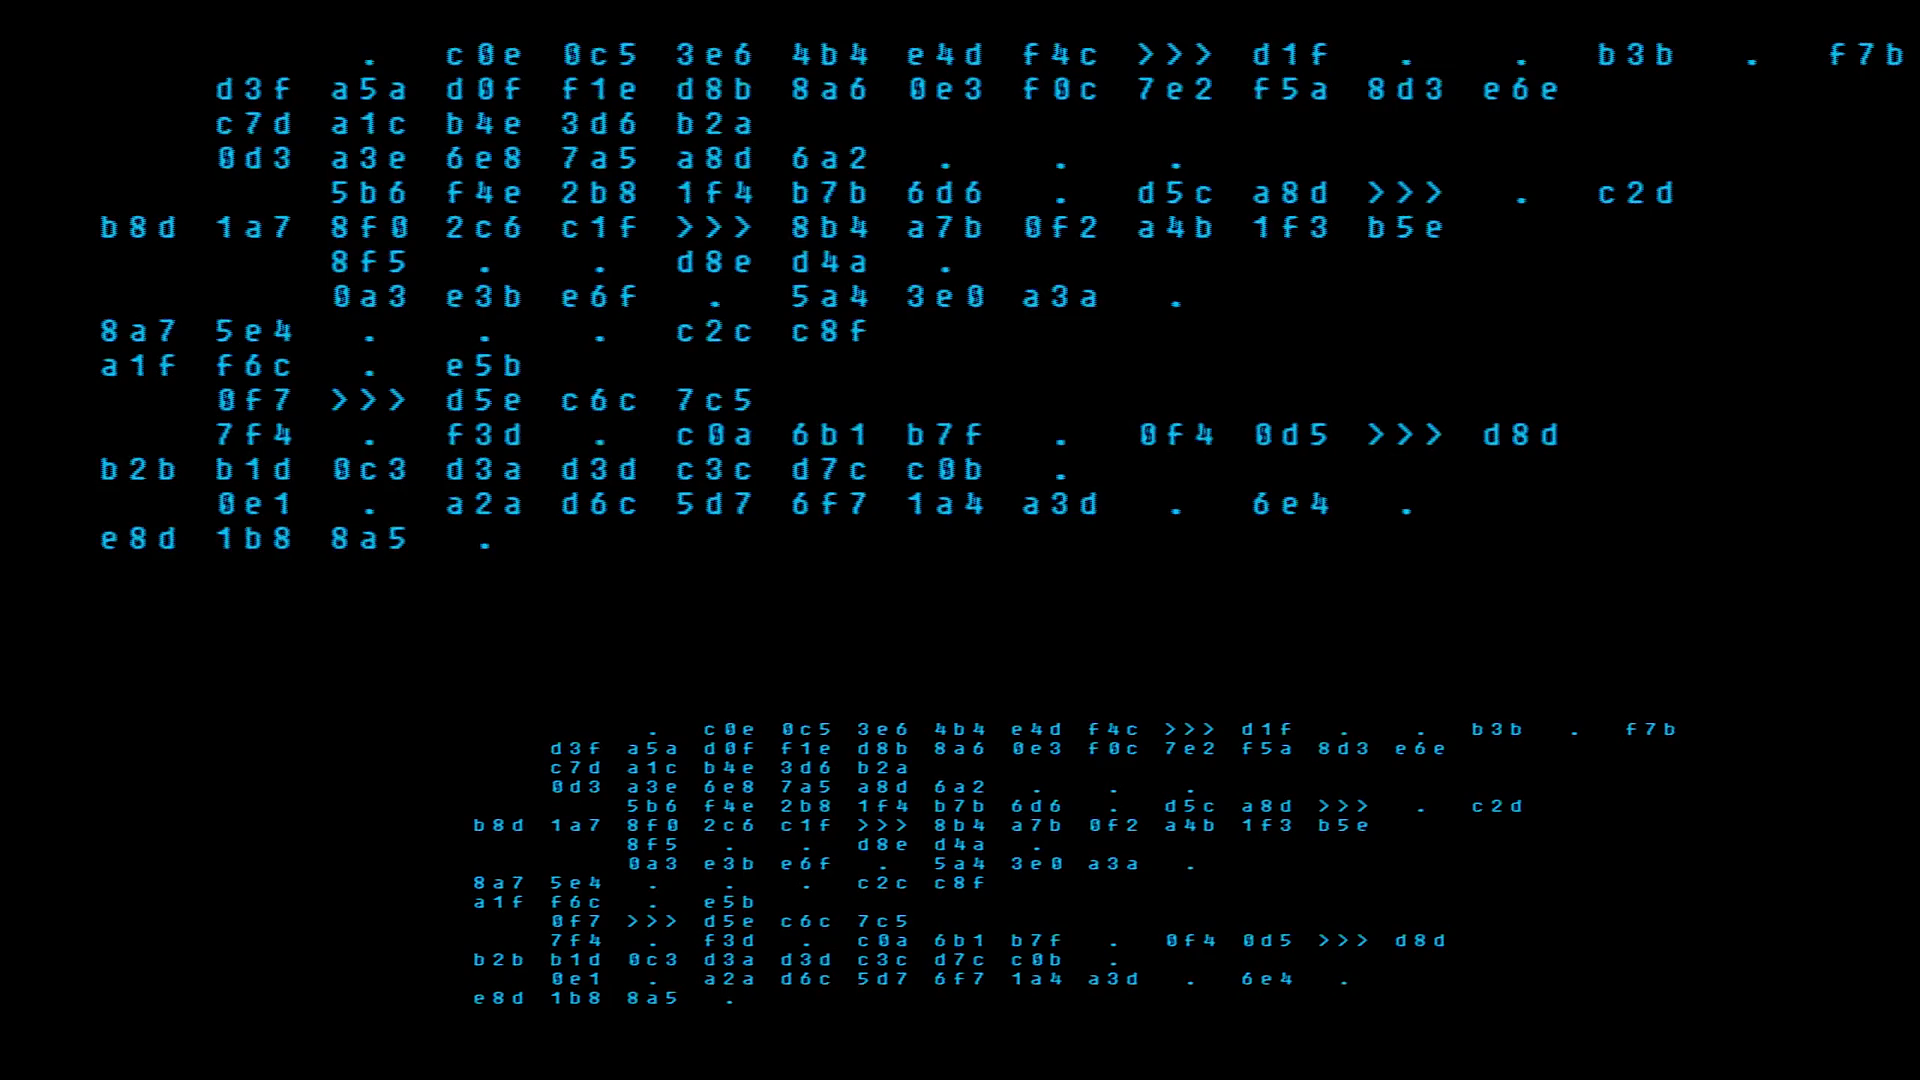 . c0e 0c5 3e6 4b4 e4d f4c >>> d1f . . b3b . f7b
d3f a5a d0f f1e d8b 8a6 0e3 f0c 7e2 f5a 8d3 e6e
c7d a1c b4e 3d6 b2a
0d3 a3e 6e8 7a5 a8d 6a2 . . .
5b6 f4e 2b8 1f4 b7b 6d6 . d5c a8d >>> . c2d
b8d 1a7 8f0 2c6 c1f >>> 8b4 a7b 0f2 a4b 1f3 b5e
8f5 . . d8e d4a .
0a3 e3b e6f . 5a4 3e0 a3a .
8a7 5e4 . . . c2c c8f
a1f f6c . e5b
0f7 >>> d5e c6c 7c5
7f4 . f3d . c0a 6b1 b7f . 0f4 0d5 >>> d8d
b2b b1d 0c3 d3a d3d c3c d7c c0b .
0e1 . a2a d6c 5d7 6f7 1a4 a3d . 6e4 .
e8d 1b8 8a5 .
. c0e 0c5 3e6 4b4 e4d f4c >>> d1f . . b3b . f7b
d3f a5a d0f f1e d8b 8a6 0e3 f0c 7e2 f5a 8d3 e6e
c7d a1c b4e 3d6 b2a
0d3 a3e 6e8 7a5 a8d 6a2 . . .
5b6 f4e 2b8 1f4 b7b 6d6 . d5c a8d >>> . c2d
b8d 1a7 8f0 2c6 c1f >>> 8b4 a7b 0f2 a4b 1f3 b5e
8f5 . . d8e d4a .
0a3 e3b e6f . 5a4 3e0 a3a .
8a7 5e4 . . . c2c c8f
a1f f6c . e5b
0f7 >>> d5e c6c 7c5
7f4 . f3d . c0a 6b1 b7f . 0f4 0d5 >>> d8d
b2b b1d 0c3 d3a d3d c3c d7c c0b .
0e1 . a2a d6c 5d7 6f7 1a4 a3d . 6e4 .
e8d 1b8 8a5 .